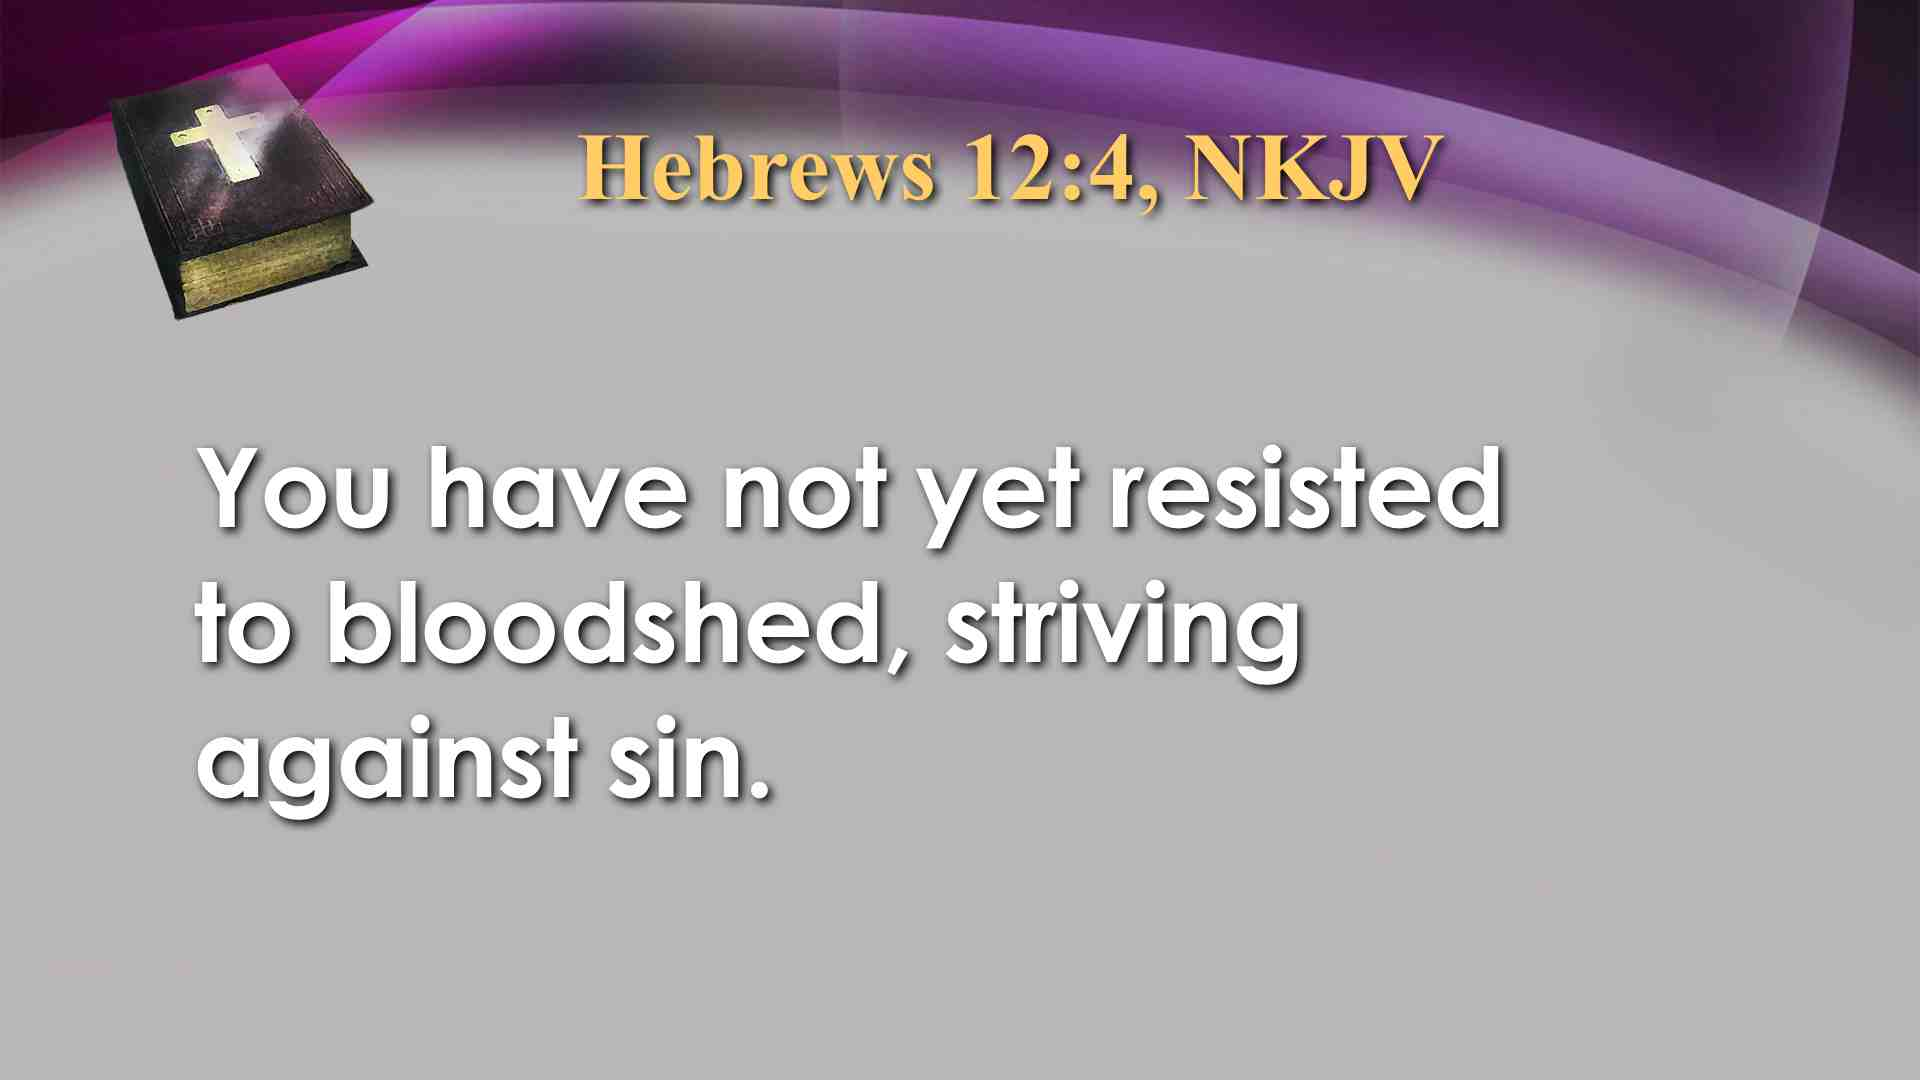 Hebrews 12:4, NKJV
You have not yet resisted
to bloodshed, striving
against sin.